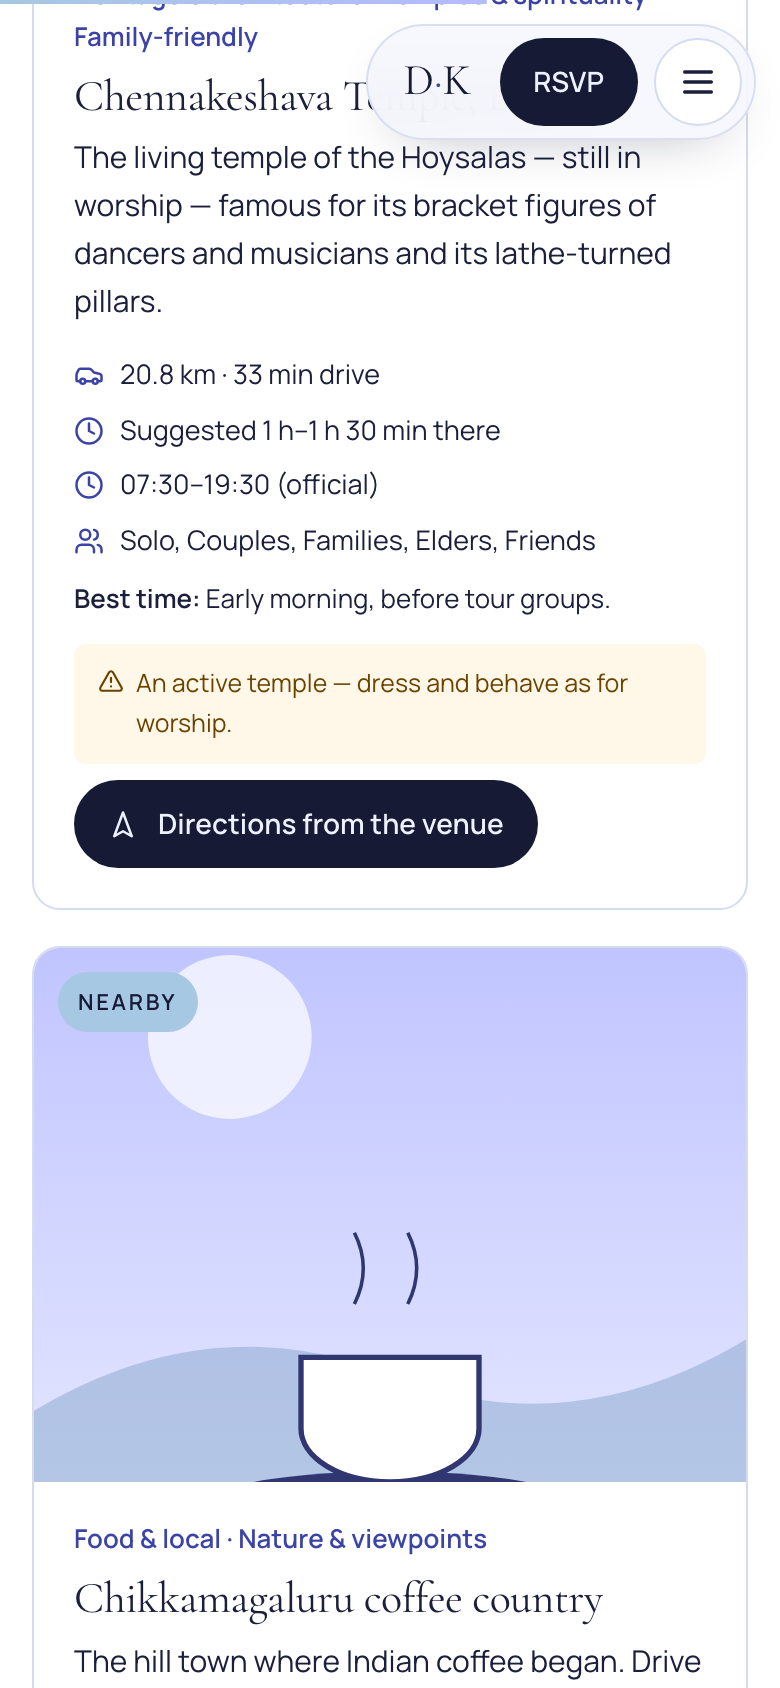 & spirituality
Family-friendly
D·K
RSVP
Chennakeshava Temple,
The living temple of the Hoysalas — still in
worship — famous for its bracket figures of
dancers and musicians and its lathe-turned
pillars.
20.8 km · 33 min drive
Suggested 1 h–1 h 30 min there
07:30–19:30 (official)
Solo, Couples, Families, Elders, Friends
Best time: Early morning, before tour groups.
An active temple — dress and behave as for
worship.
Directions from the venue
NEARBY
Food & local · Nature & viewpoints
Chikkamagaluru coffee country
The hill town where Indian coffee began. Drive